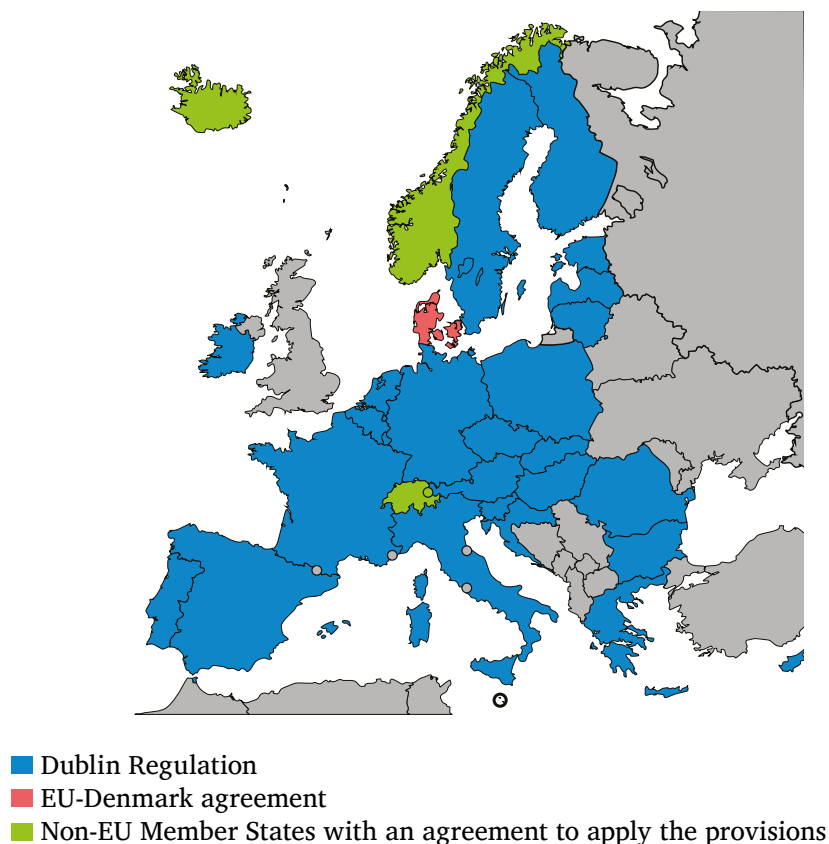 Dublin Regulation
EU-Denmark agreement
Non-EU Member States with an agreement to apply the provisions